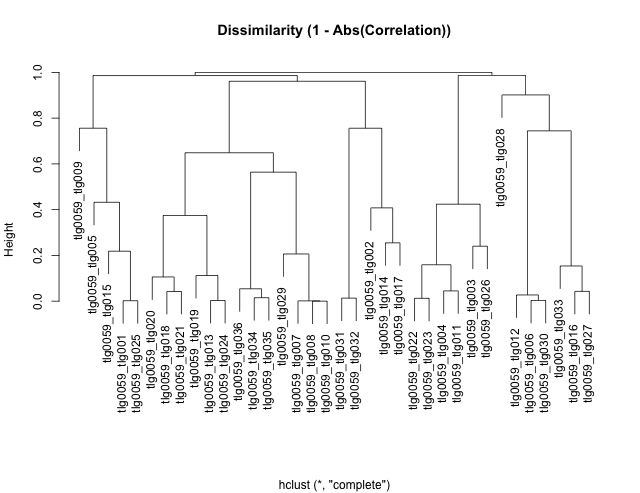 Dissimilarity (1 - Abs(Correlation))
Height
1.0
0.8
0.6
0.4
0.2
0.0
tlg0059_tlg009
tlg0059_tlg005
tlg0059_tlg015
tlg0059_tlg001
tlg0059_tlg025
tlg0059_tlg020
tlg0059_tlg018
tlg0059_tlg021
tlg0059_tlg019
tlg0059_tlg013
tlg0059_tlg024
tlg0059_tlg036
tlg0059_tlg034
tlg0059_tlg035
tlg0059_tlg029
tlg0059_tlg007
tlg0059_tlg008
tlg0059_tlg010
tlg0059_tlg031
tlg0059_tlg032
tlg0059_tlg002
tlg0059_tlg014
tlg0059_tlg017
tlg0059_tlg022
tlg0059_tlg023
tlg0059_tlg004
tlg0059_tlg011
tlg0059_tlg003
tlg0059_tlg026
tlg0059_tlg028
tlg0059_tlg012
tlg0059_tlg006
tlg0059_tlg030
tlg0059_tlg033
tlg0059_tlg016
tlg0059_tlg027
hclust (*, "complete")